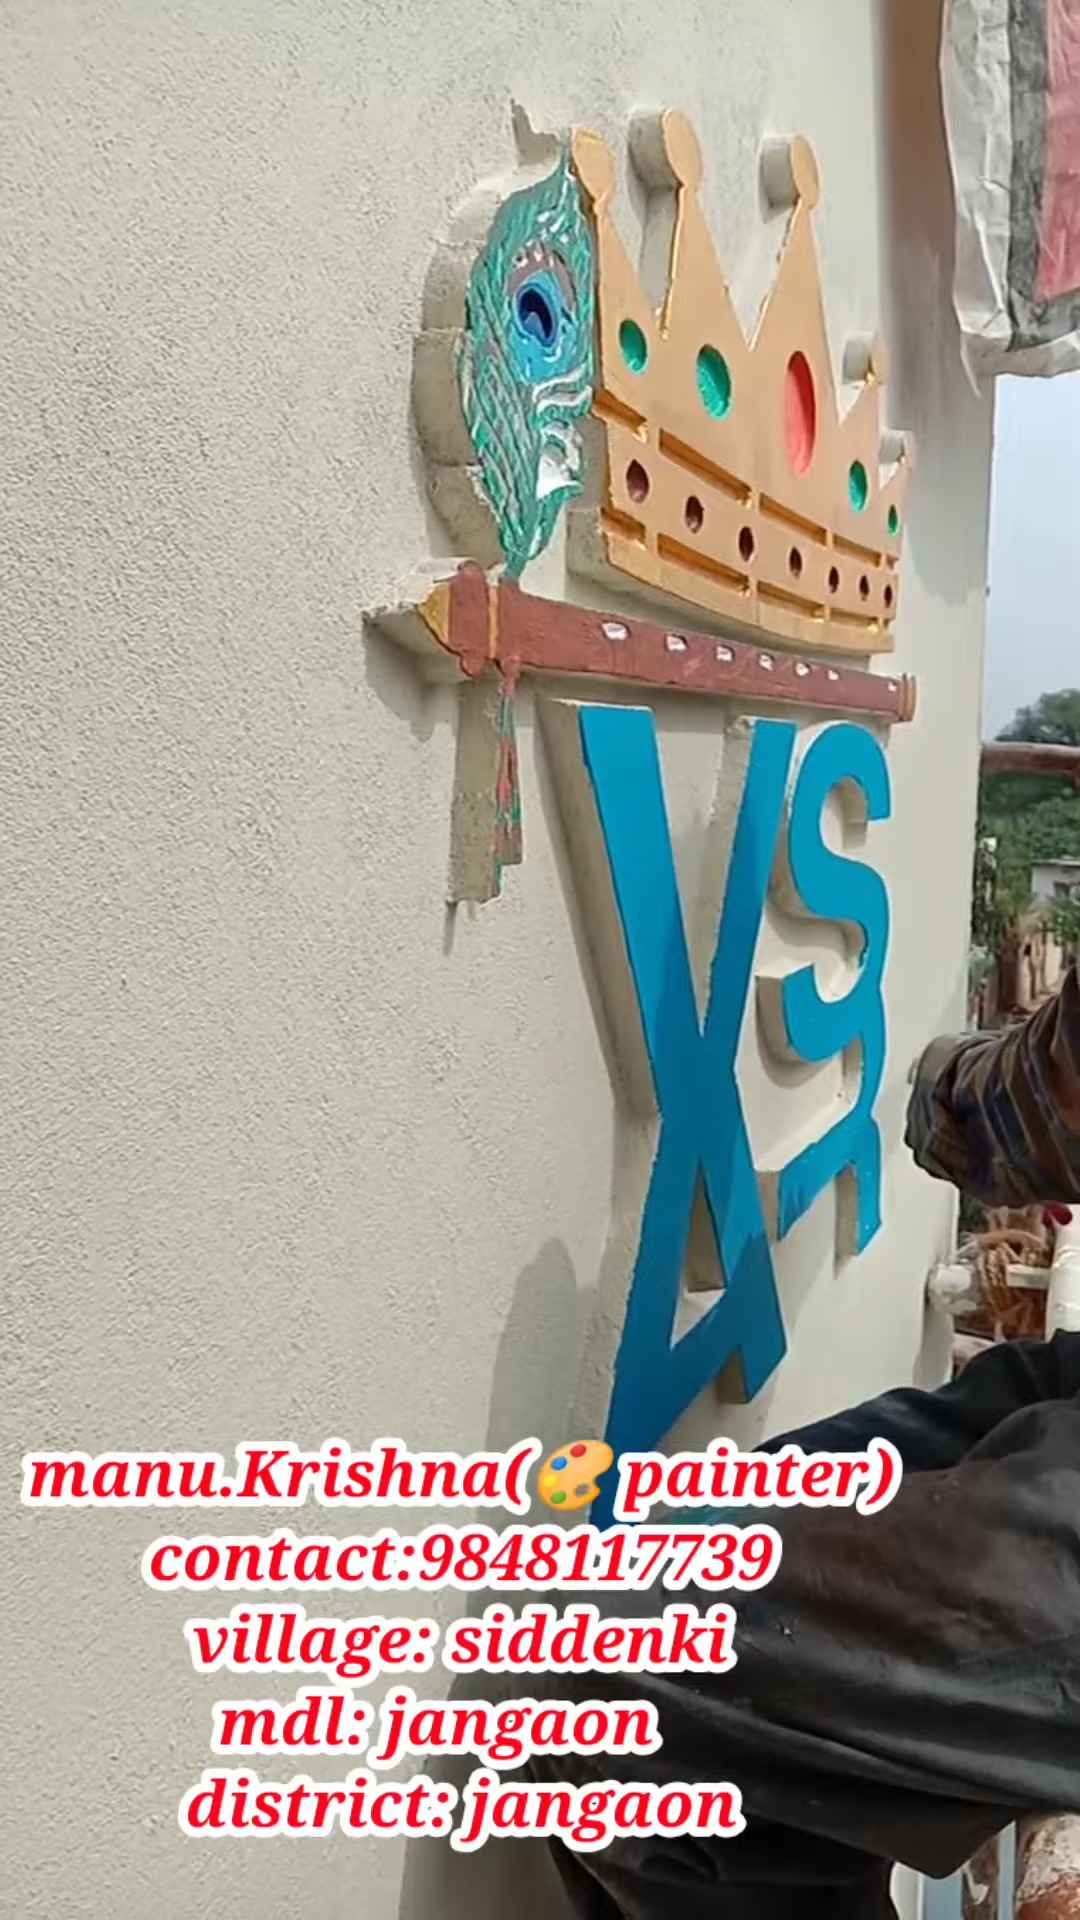 manu.Krishna(🎨painter)
contact:9848117739
village: siddenki
mdl: jangaon
district: jangaon